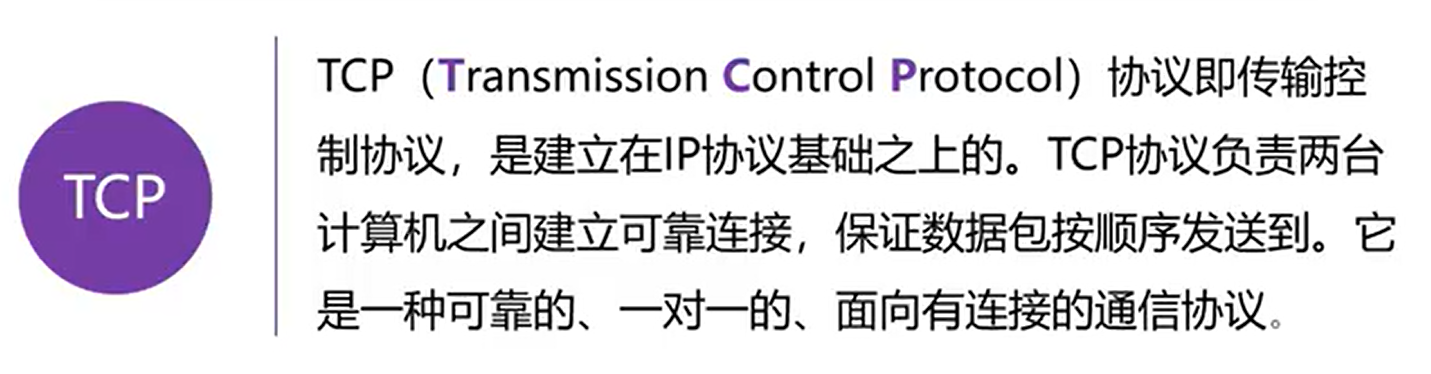 TCP
TCP（Transmission Control Protocol）协议即传输控
制协议，是建立在IP协议基础之上的。TCP协议负责两台
计算机之间建立可靠连接，保证数据包按顺序发送到。它
是一种可靠的、一对一的、面向有连接的通信协议。